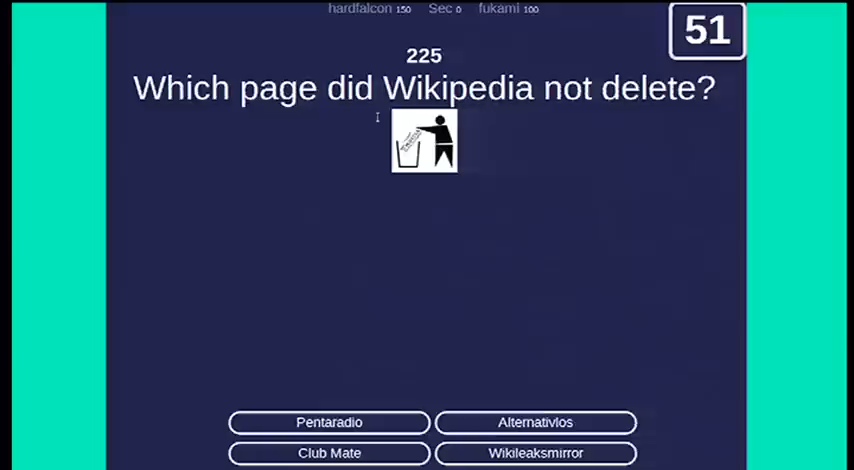 hardfalcon 150 Sec 0 fukami 100
51
225
Which page did Wikipedia not delete?
Pentaradio Alternativlos
Club Mate Wikileaksmirror